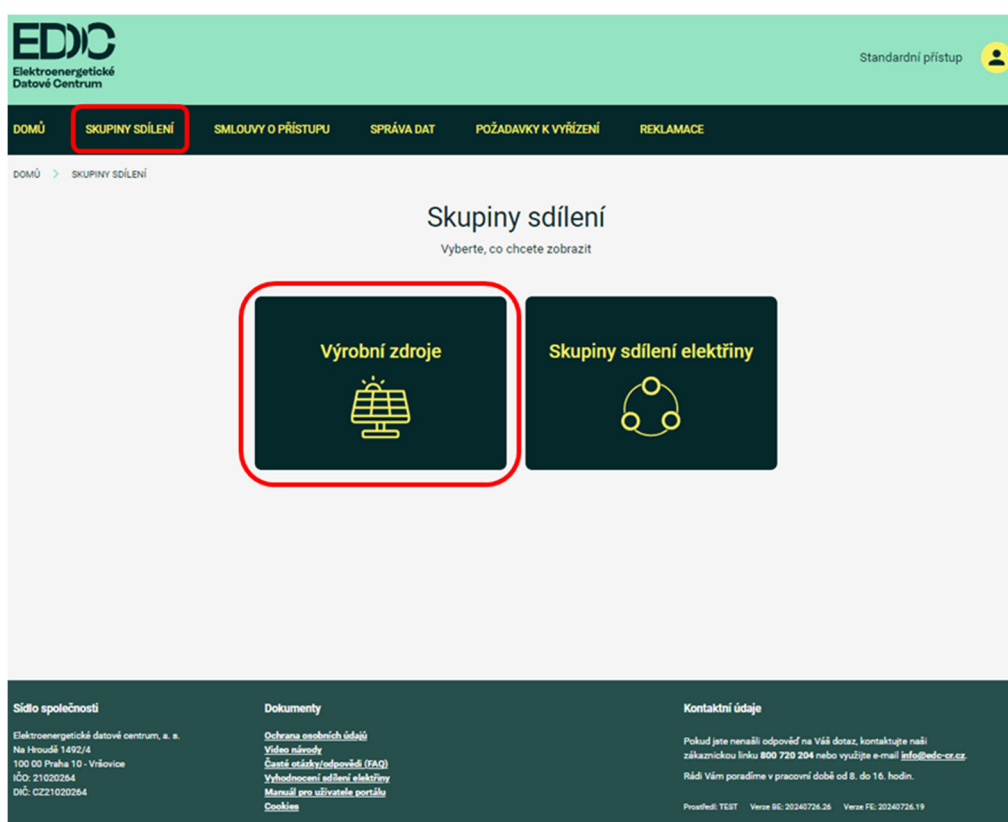 EDC
Elektroenergetické
Datové Centrum
Standardní přístup
DOMŮ SKUPINY SDÍLENÍ SMLOUVY O PŘÍSTUPU SPRÁVA DAT POŽADAVKY K VYŘÍZENÍ REKLAMACE
DOMŮ > SKUPINY SDÍLENÍ
Skupiny sdílení
Vyberte, co chcete zobrazit
Výrobní zdroje
Skupiny sdílení elektřiny
Sídlo společnosti
Elektroenergetické datové centrum, a. s.
Na Hroudě 1492/4
100 00 Praha 10 - Vršovice
IČO: 21020264
DIČ: CZ21020264
Dokumenty
Ochrana osobních údajů
Video návody
Časté otázky/odpovědi (FAQ)
Vyhodnocení sdílení elektřiny
Manuál pro uživatele portálu
Cookies
Kontaktní údaje
Pokud jste nenašli odpověď na Váš dotaz, kontaktujte naši
zákaznickou linku 800 720 204 nebo využijte e-mail info@edc-cr.cz.
Rádi Vám poradíme v pracovní době od 8. do 16. hodin.
Prostředí: TEST Verze BE: 20240726.26 Verze FE: 20240726.19